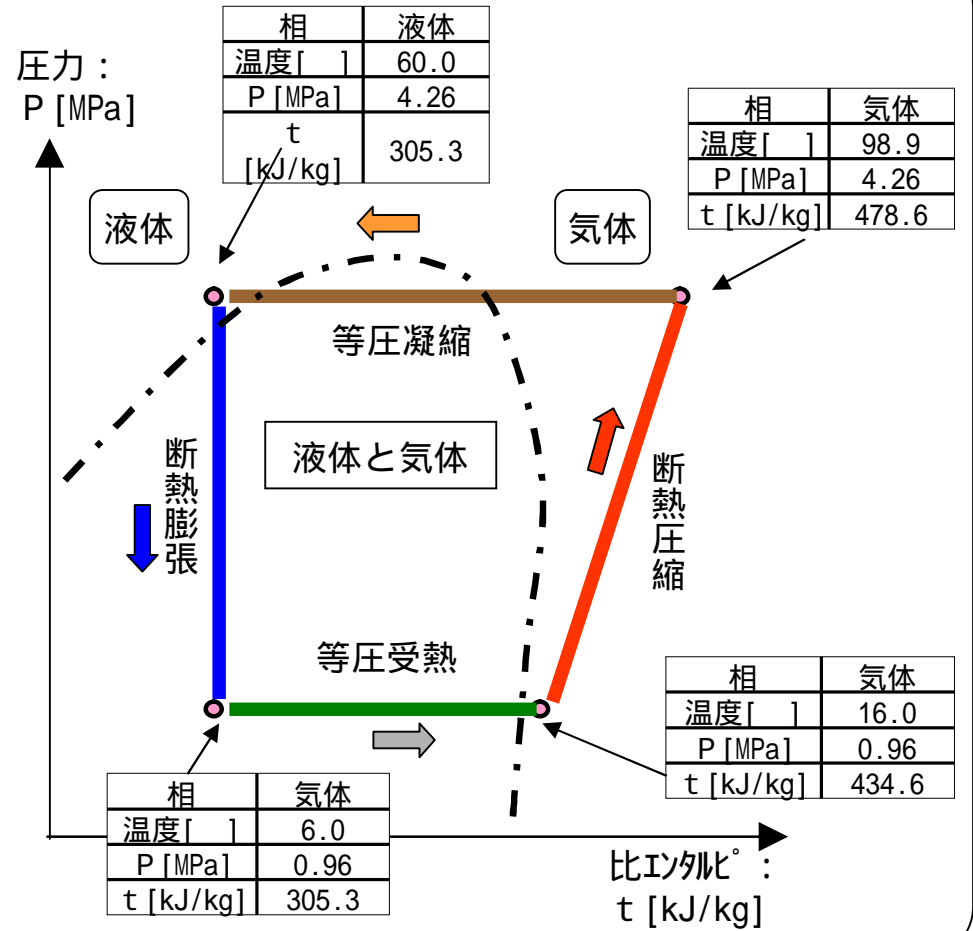 圧力：
P [MPa]
相 液体
温度[ ] 60.0
P [MPa] 4.26
t
[kJ/kg] 305.3
相 気体
温度[ ] 98.9
P [MPa] 4.26
t [kJ/kg] 478.6
液体
気体
等圧凝縮
液体と気体
断熱膨張
断熱圧縮
等圧受熱
相 気体
温度[ ] 16.0
P [MPa] 0.96
t [kJ/kg] 434.6
相 気体
温度[ ] 6.0
P [MPa] 0.96
t [kJ/kg] 305.3
比ｴﾝﾀﾙﾋﾟ：
t [kJ/kg]